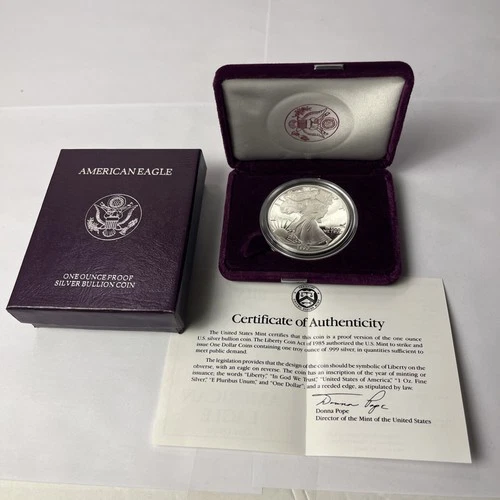 AMERICAN EAGLE
ONE OUNCE PROOF
SILVER BULLION COIN
Certificate of Authenticity
The United States Mint certifies that this coin is a proof version of the one ounce
U.S. silver bullion coin. The Liberty Coin Act of 1985 authorized the U.S. Mint to strike and
issue One Dollar Coins containing one troy ounce of .999 silver, in quantities sufficient to
meet public demand.
The legislation provides that the design of the coin should be symbolic of Liberty on the
obverse, with an eagle on reverse. The coin has an inscription of the year of minting or
issuance; the words "Liberty," "In God We Trust," "United States of America," "1 Oz. Fine
Silver," "E Pluribus Unum," and "One Dollar", and a reeded edge, as stipulated by law.
Donna Pope
Donna Pope
Director of the Mint of the United States